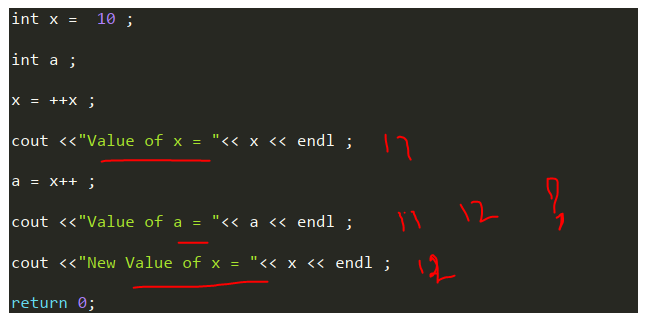 int x =  10 ;
int a ;
x = ++x ;
cout <<"Value of x = "<< x << endl ; 11
a = x++ ;
cout <<"Value of a = "<< a << endl ; 11 12 ?
cout <<"New Value of x = "<< x << endl ; 12
return 0;